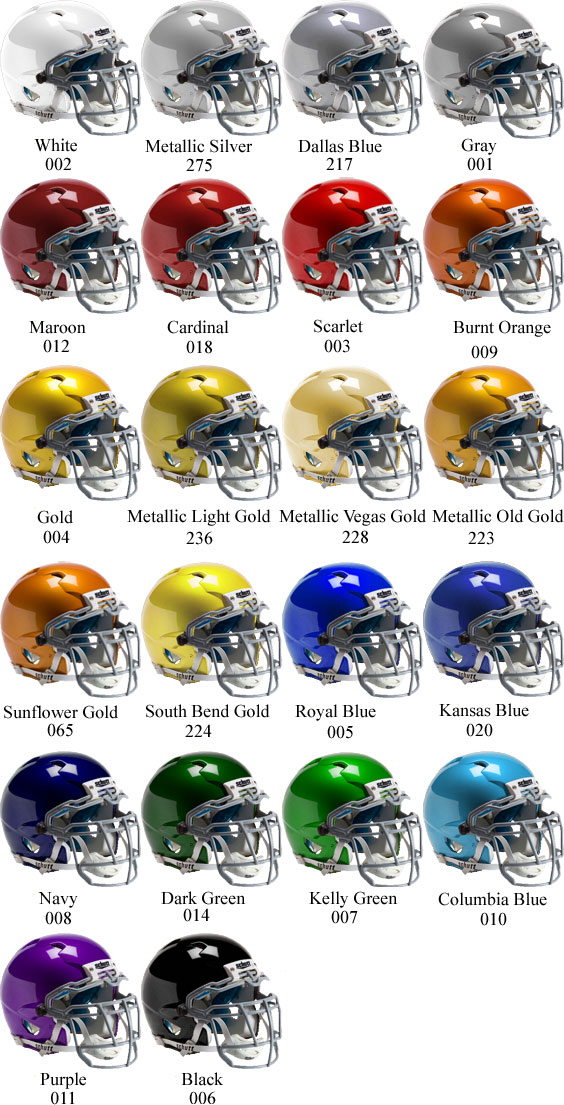 White Metallic Silver Dallas Blue Gray
002 275 217 001
Maroon Cardinal Scarlet Burnt Orange
012 018 003 009
Gold Metallic Light Gold Metallic Vegas Gold Metallic Old Gold
004 236 228 223
Sunflower Gold South Bend Gold Royal Blue Kansas Blue
065 224 005 020
Navy Dark Green Kelly Green Columbia Blue
008 014 007 010
Purple Black
011 006